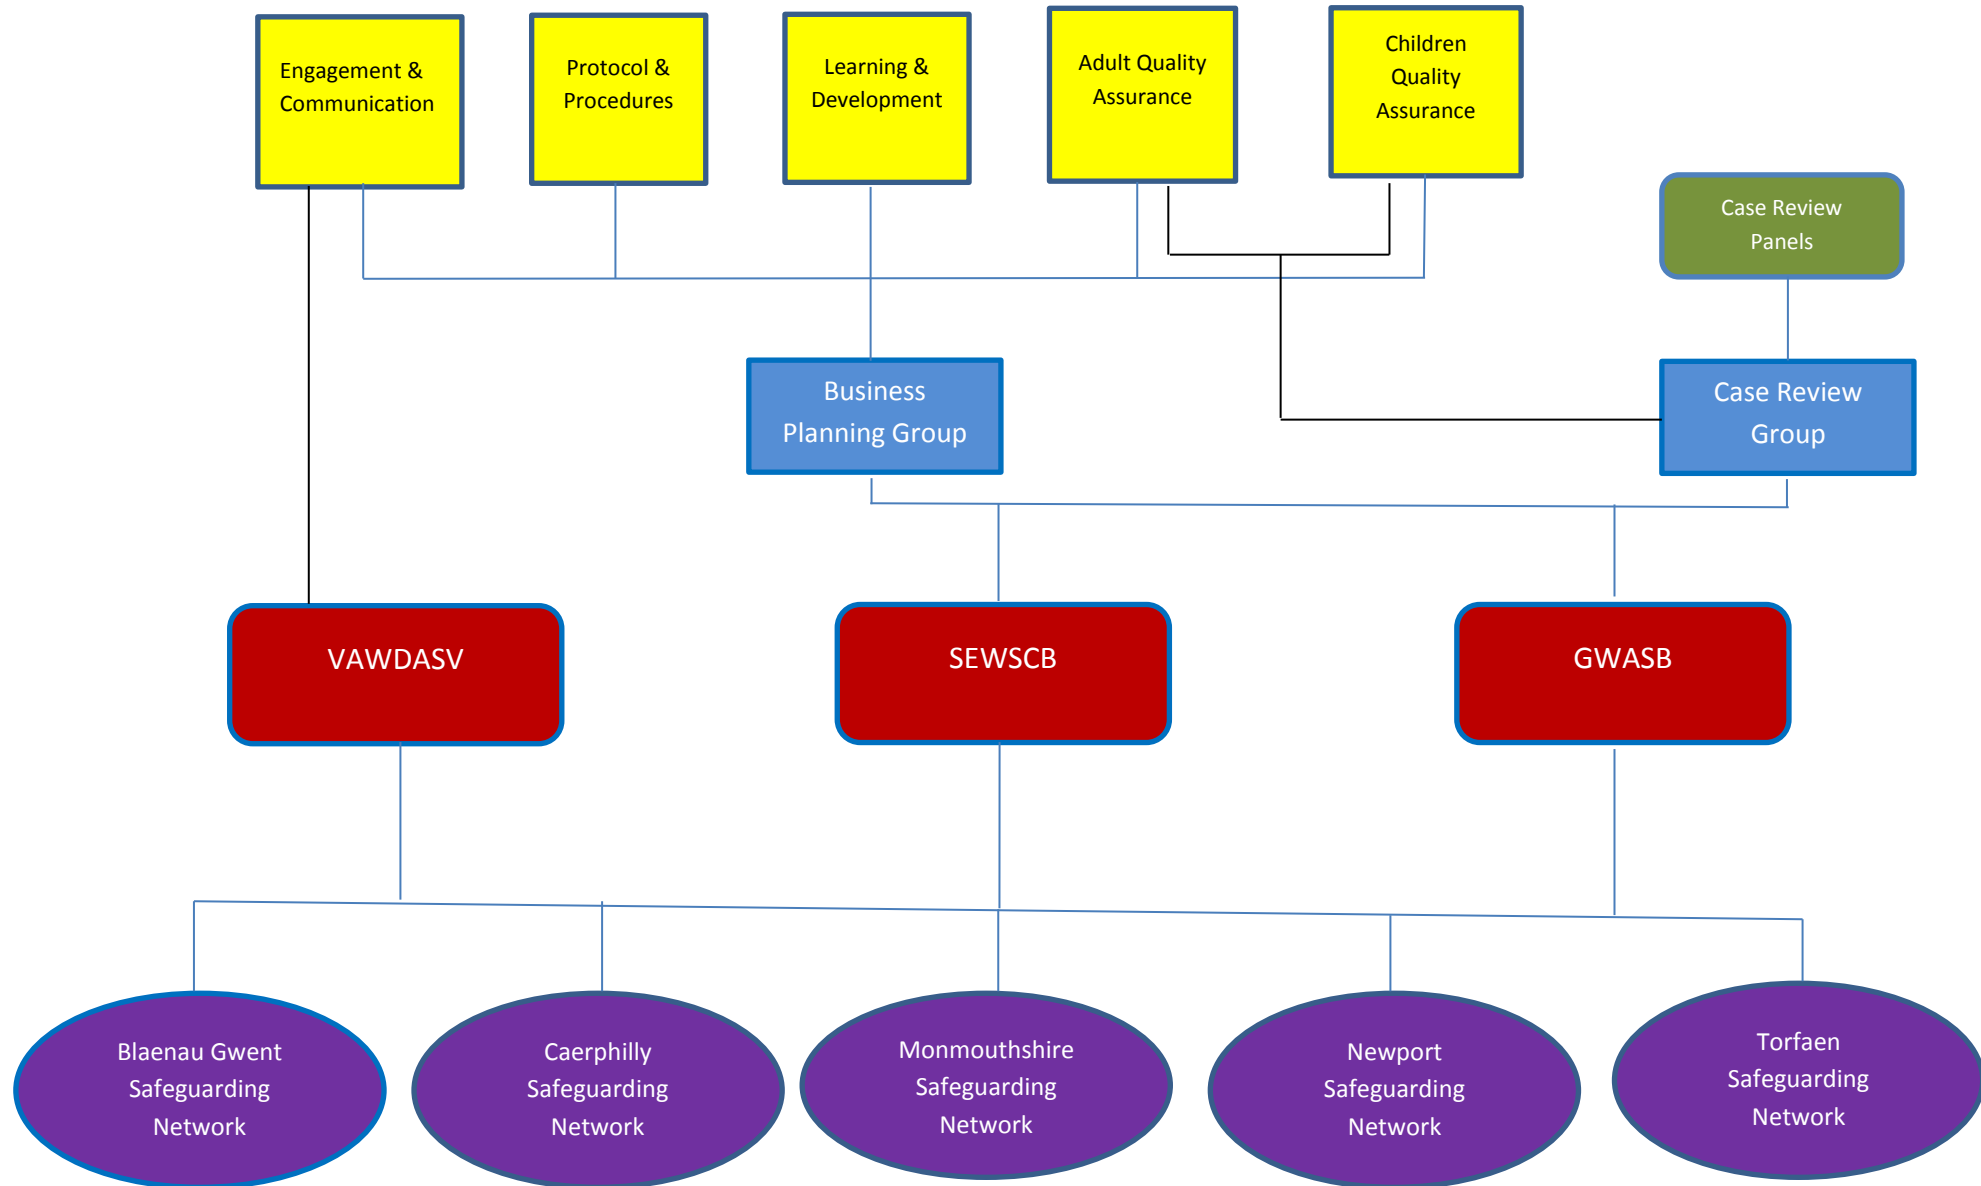 Engagement &
Communication
Protocol &
Procedures
Learning &
Development
Adult Quality
Assurance
Children
Quality
Assurance
Case Review
Panels
Business
Planning Group
Case Review
Group
VAWDASV
SEWSCB
GWASB
Blaenau Gwent
Safeguarding
Network
Caerphilly
Safeguarding
Network
Monmouthshire
Safeguarding
Network
Newport
Safeguarding
Network
Torfaen
Safeguarding
Network